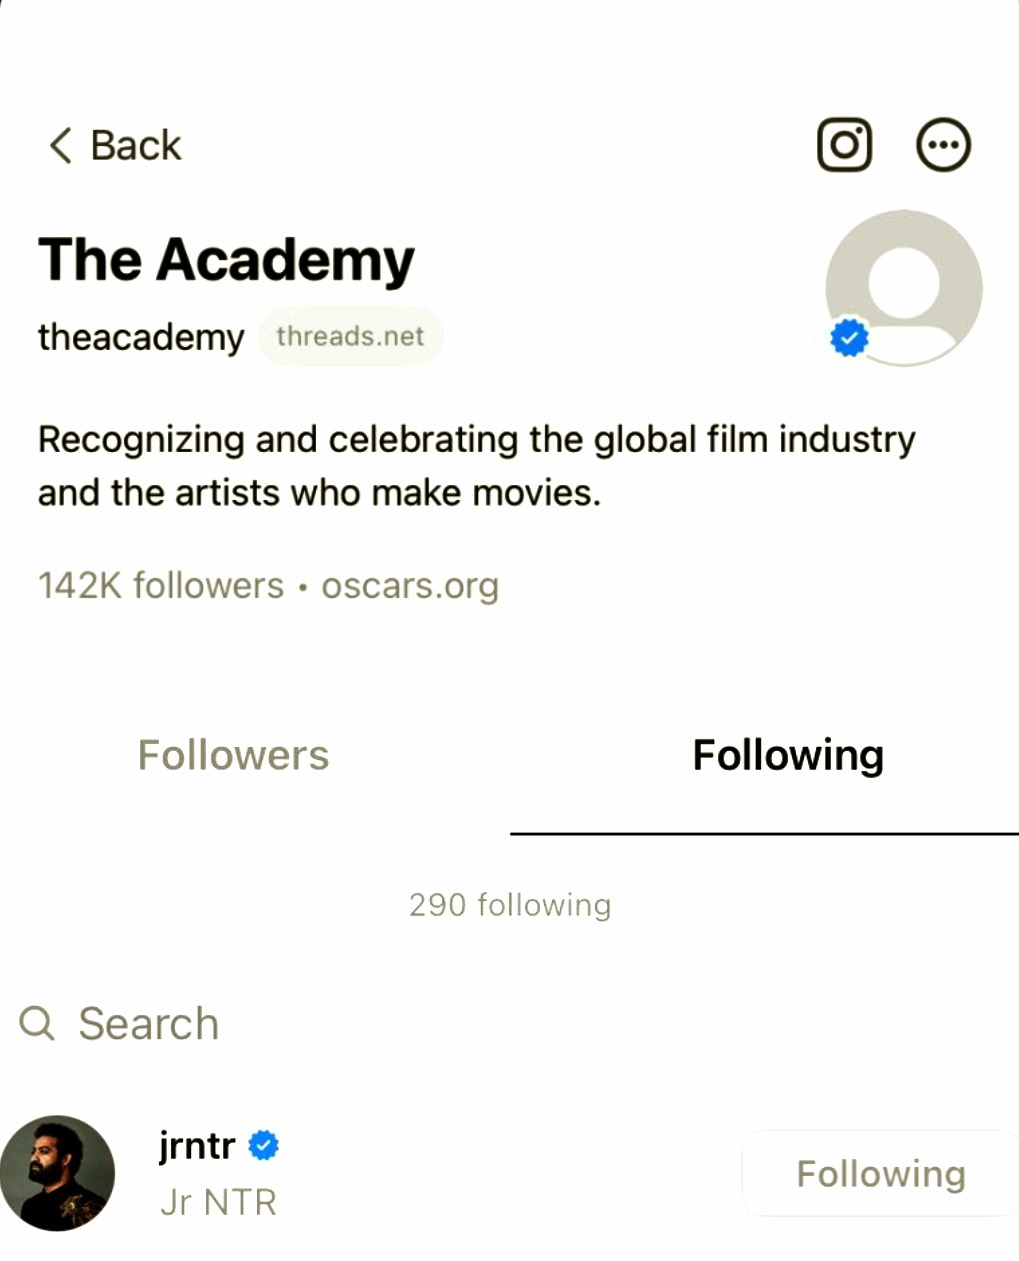 Back
The Academy
theacademy threads.net
Recognizing and celebrating the global film industry
and the artists who make movies.
142K followers • oscars.org
Followers Following
290 following
Search
jrntr
Jr NTR
Following